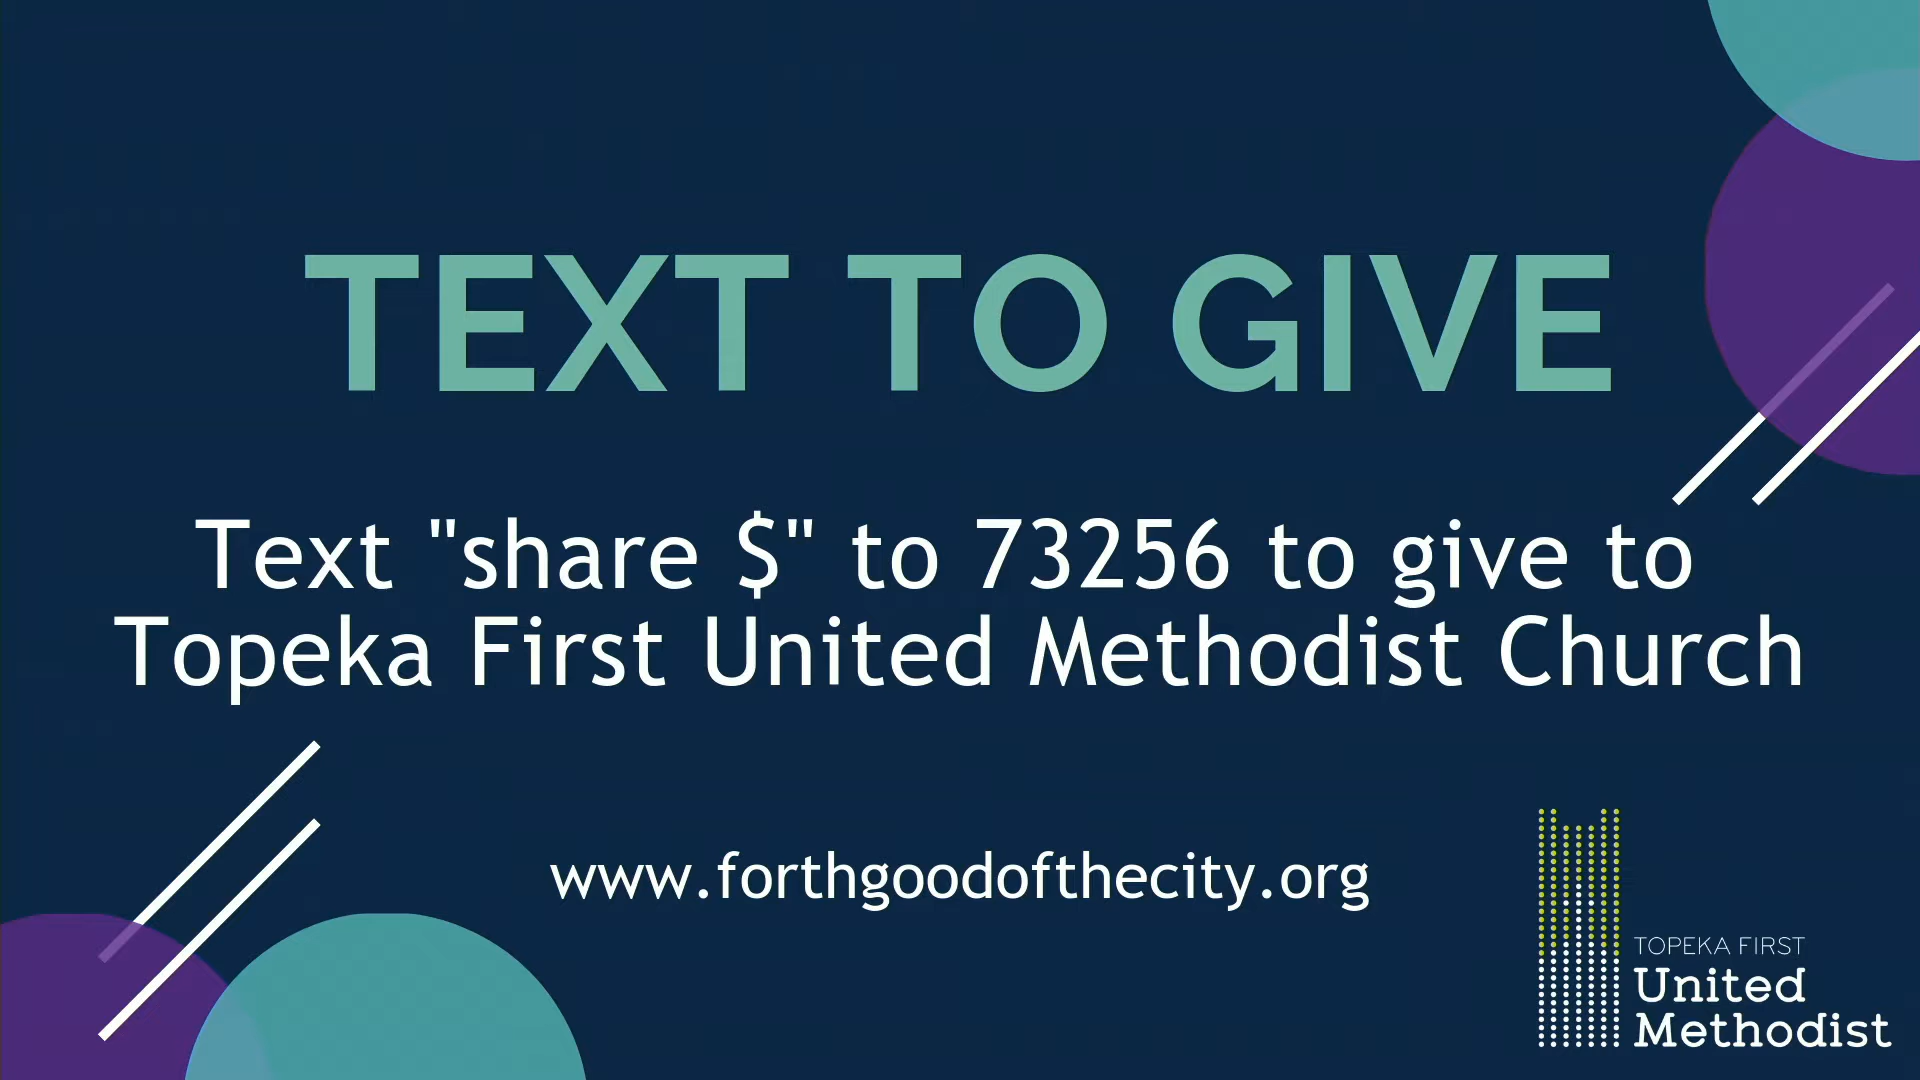 TEXT TO GIVE
Text "share $" to 73256 to give to
Topeka First United Methodist Church
www.forthgoodofthecity.org
TOPEKA FIRST
United
Methodist